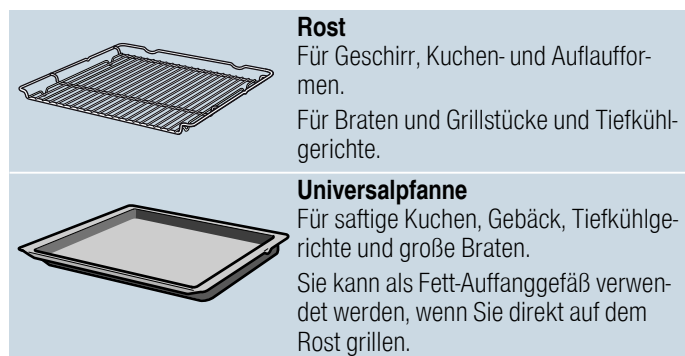 Rost
Für Geschirr, Kuchen- und Auflauffor-
men.
Für Braten und Grillstücke und Tiefkühl-
gerichte.
Universalpfanne
Für saftige Kuchen, Gebäck, Tiefkühlge-
richte und große Braten.
Sie kann als Fett-Auffanggefäß verwen-
det werden, wenn Sie direkt auf dem
Rost grillen.